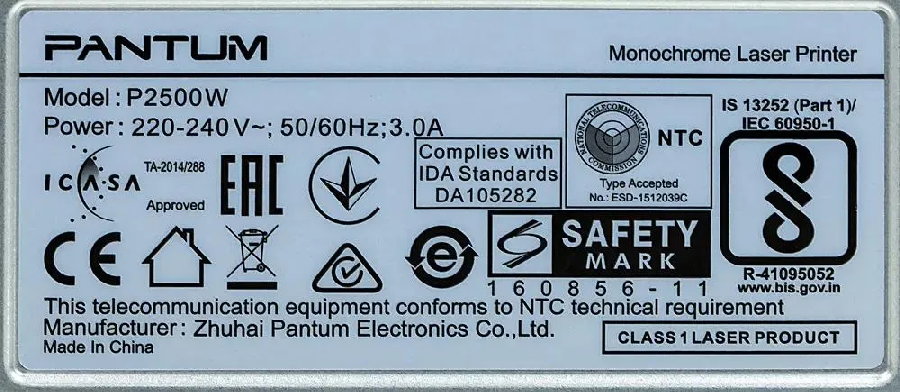 PANTUM
Monochrome Laser Printer
Model : P2500W
Power : 220-240V~; 50/60Hz;3.0A
ICASA
TA-2014/288
Approved
EAC
Complies with
IDA Standards
DA105282
NATIONAL TELECOMMUNICATIONS COMMISSION
NTC
Type Accepted
No.: ESD-1512039C
IS 13252 (Part 1)/
IEC 60950-1
R-41095052
www.bis.gov.in
CE
SAFETY
MARK
160856-11
This telecommunication equipment conforms to NTC technical requirement
Manufacturer : Zhuhai Pantum Electronics Co.,Ltd.
Made In China
CLASS 1 LASER PRODUCT